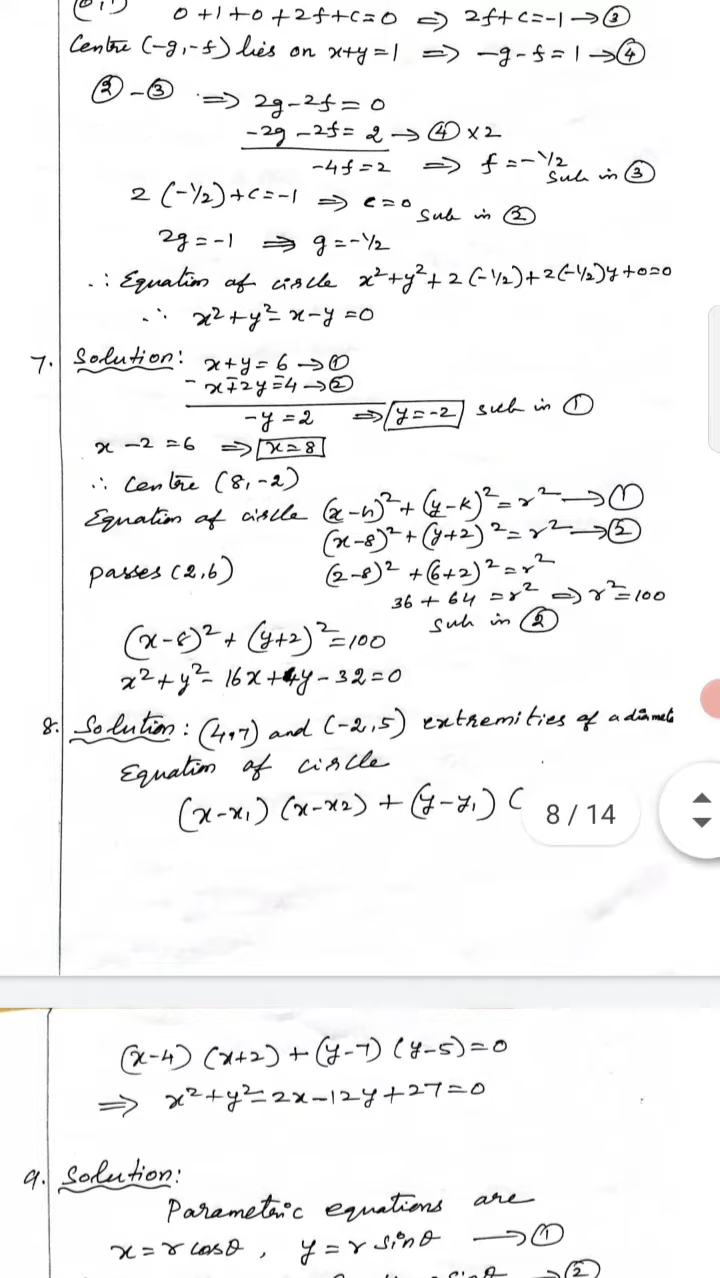 0+1+0+2f+c=0 ⇒ 2f+c=-1 → ③
Centre (-g,-f) lies on x+y=1 ⇒ -g-f=1 → ④
②-③ ⇒ 2g-2f=0
-2g-2f=2 → ④×2
-4f=2 ⇒ f=-1/2
Sub in ③
2(-1/2)+c=-1 ⇒ c=0
Sub in ②
2g=-1 ⇒ g=-1/2
∴ Equation of circle x²+y²+2(-1/2)+2(-1/2)y+0=0
∴ x²+y²-x-y=0
7. Solution: x+y=6 → ①
x+2y=4 → ②
-y=2 ⇒ y=-2 sub in ①
x-2=6 ⇒ x=8
∴ Centre (8,-2)
Equation of circle (x-h)²+(y-k)²=r² → ①
(x-8)²+(y+2)²=r² → ②
passes (2,6) (2-8)²+(6+2)²=r²
36+64=r² ⇒ r²=100
sub in ②
(x-8)²+(y+2)²=100
x²+y²-16x+4y-32=0
8. Solution: (4,7) and (-2,5) extremities of a diamete
Equation of circle
(x-x₁)(x-x₂)+(y-y₁)(
8 / 14
(x-4)(x+2)+(y-7)(y-5)=0
⇒ x²+y²-2x-12y+27=0
9. Solution:
Parametric equations are
x=r cosθ, y=r sinθ → ①